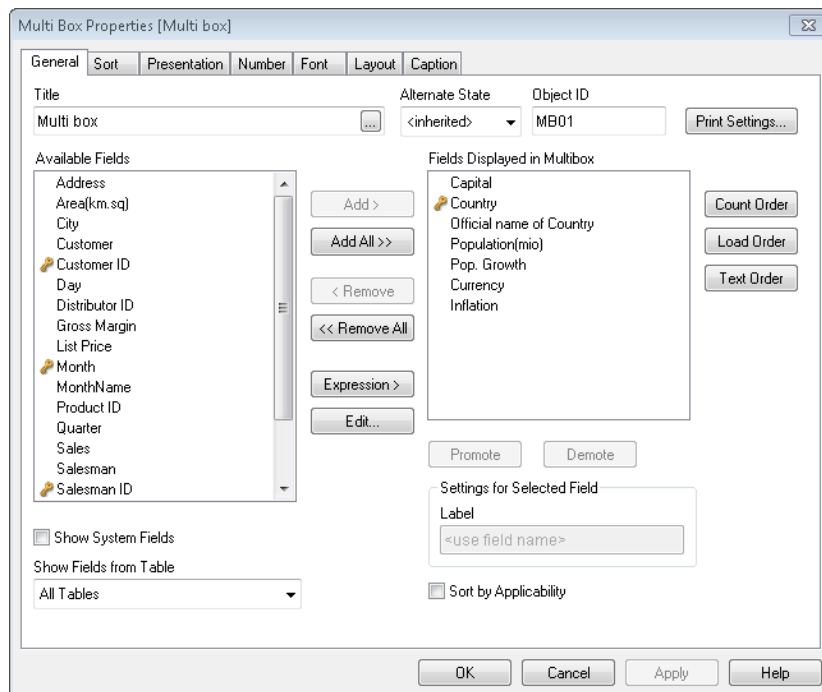 Multi Box Properties [Multi box]
General Sort Presentation Number Font Layout Caption
Title Alternate State Object ID
Multi box ... <inherited> MB01 Print Settings...
Available Fields
Address
Area(km.sq)
City
Customer
Customer ID
Day
Distributor ID
Gross Margin
List Price
Month
MonthName
Product ID
Quarter
Sales
Salesman
Salesman ID
Add >
Add All >>
< Remove
<< Remove All
Expression >
Edit...
Fields Displayed in Multibox
Capital
Country
Official name of Country
Population(mio)
Pop. Growth
Currency
Inflation
Count Order
Load Order
Text Order
Promote Demote
Settings for Selected Field
Label
<use field name>
Show System Fields
Show Fields from Table
All Tables
Sort by Applicability
OK Cancel Apply Help